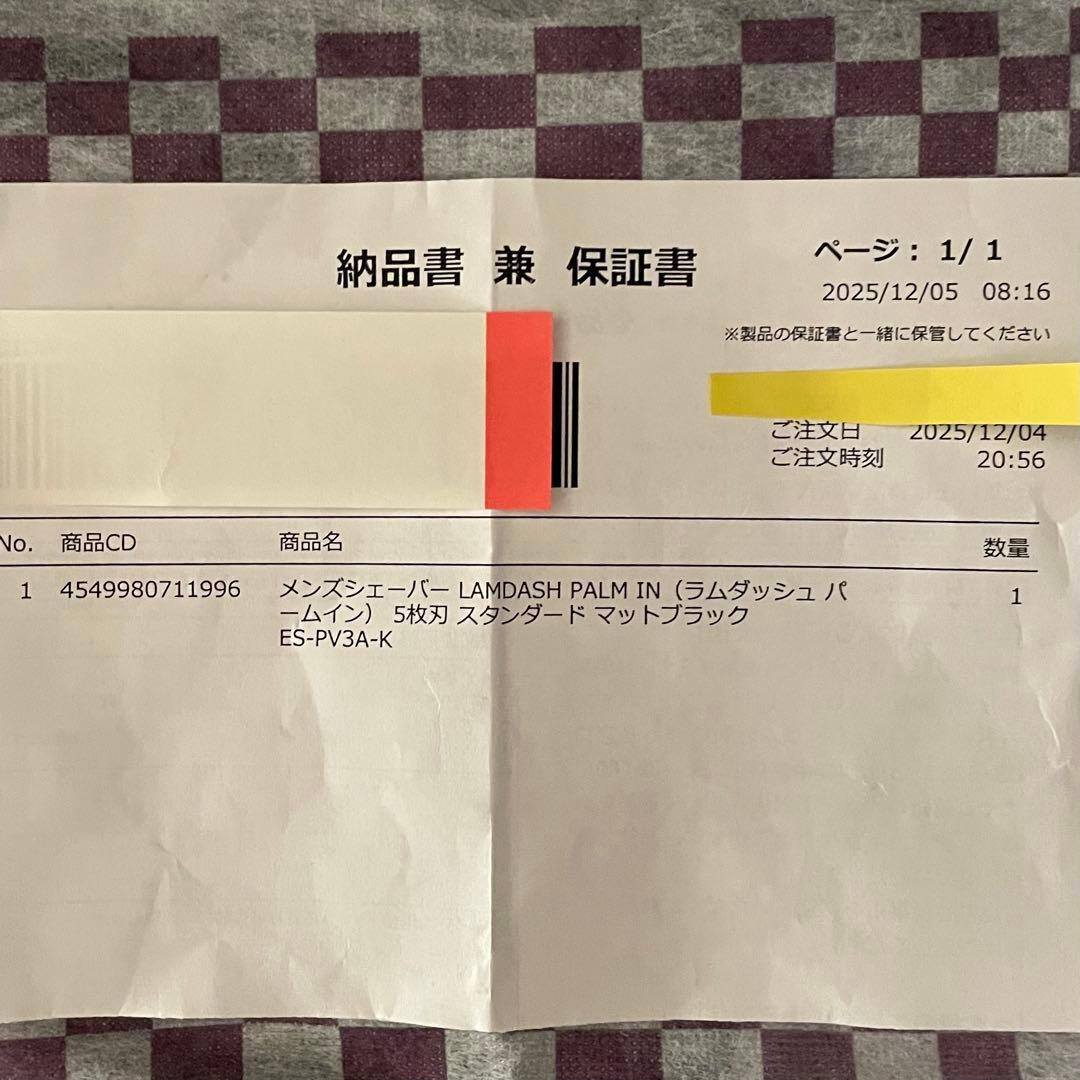 納品書 兼 保証書
ページ： 1/ 1
2025/12/05 08:16
※製品の保証書と一緒に保管してください
ご注文日 2025/12/04
ご注文時刻 20:56
No. 商品CD 商品名 数量
1 4549980711996 メンズシェーバー LAMDASH PALM IN（ラムダッシュ パ 1
ームイン） 5枚刃 スタンダード マットブラック
ES-PV3A-K